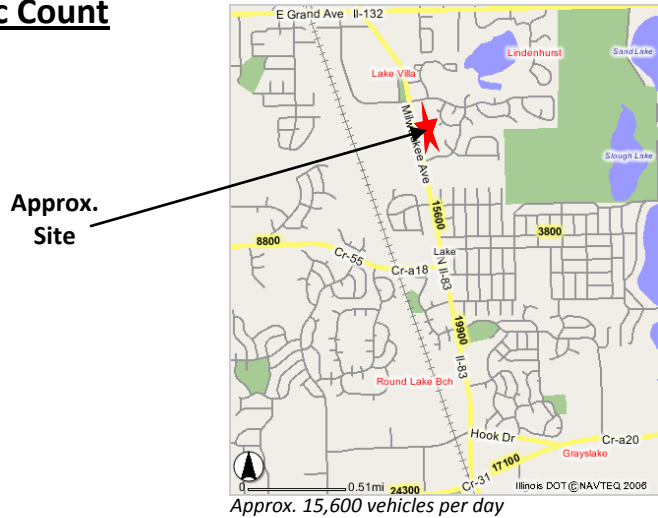 c Count
E Grand Ave Il-132
Lindenhurst
Sand Lake
Lake Villa
Milwaukee Ave
Slough Lake
Approx.
Site
15600
3800
8800
Cr-55
Lake
Cr-a18
N Il-83
19900
Il-83
Round Lake Bch
Hook Dr
Cr-a20
Grayslake
17100
Cr-31
24300
0 0.51mi
Illinois DOT © NAVTEQ 2006
Approx. 15,600 vehicles per day